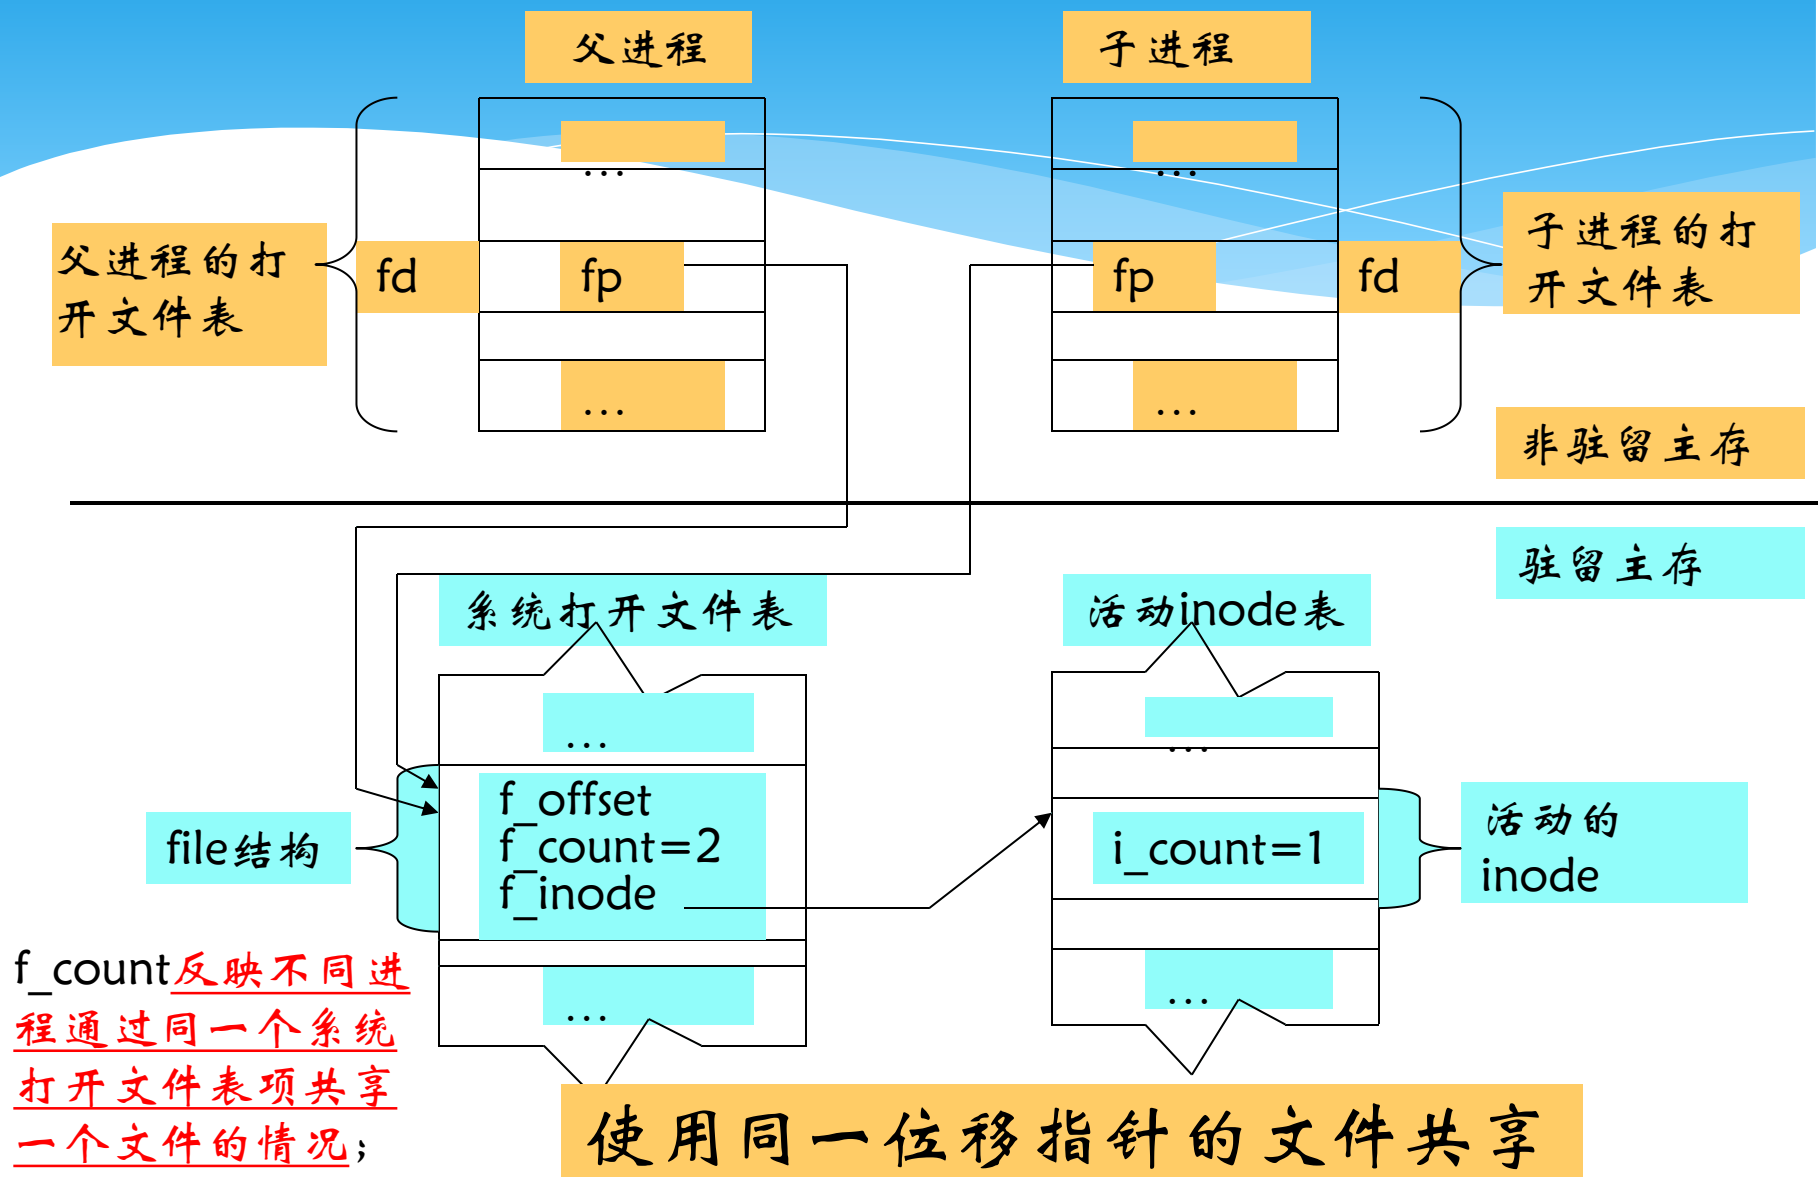 父进程
子进程
…
…
父进程的打
开文件表
fd
fp
fp
fd
子进程的打
开文件表
…
…
非驻留主存
驻留主存
系统打开文件表
活动inode表
…
…
file结构
f_offset
f_count=2
f_inode
i_count=1
活动的
inode
…
…
f_count反映不同进
程通过同一个系统
打开文件表项共享
一个文件的情况;
使用同一位移指针的文件共享